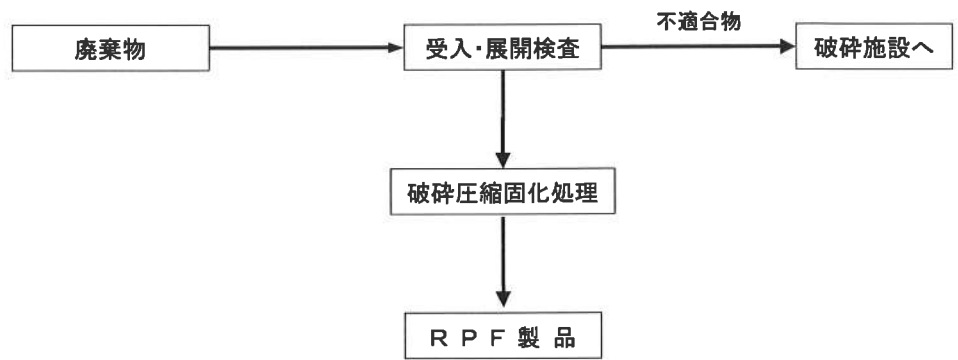 不適合物
廃棄物
受入・展開検査
破砕施設へ
破砕圧縮固化処理
ＲＰＦ製品